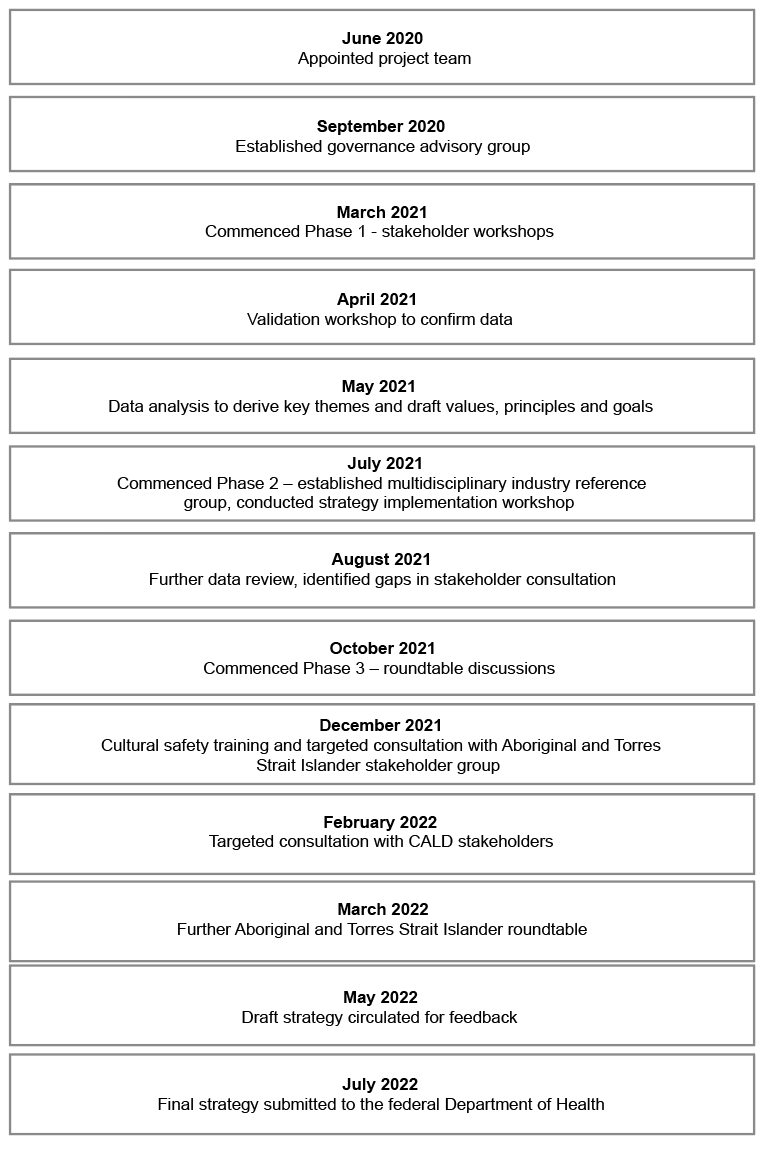 June 2020
Appointed project team
September 2020
Established governance advisory group
March 2021
Commenced Phase 1 - stakeholder workshops
April 2021
Validation workshop to confirm data
May 2021
Data analysis to derive key themes and draft values, principles and goals
July 2021
Commenced Phase 2 – established multidisciplinary industry reference
group, conducted strategy implementation workshop
August 2021
Further data review, identified gaps in stakeholder consultation
October 2021
Commenced Phase 3 – roundtable discussions
December 2021
Cultural safety training and targeted consultation with Aboriginal and Torres
Strait Islander stakeholder group
February 2022
Targeted consultation with CALD stakeholders
March 2022
Further Aboriginal and Torres Strait Islander roundtable
May 2022
Draft strategy circulated for feedback
July 2022
Final strategy submitted to the federal Department of Health